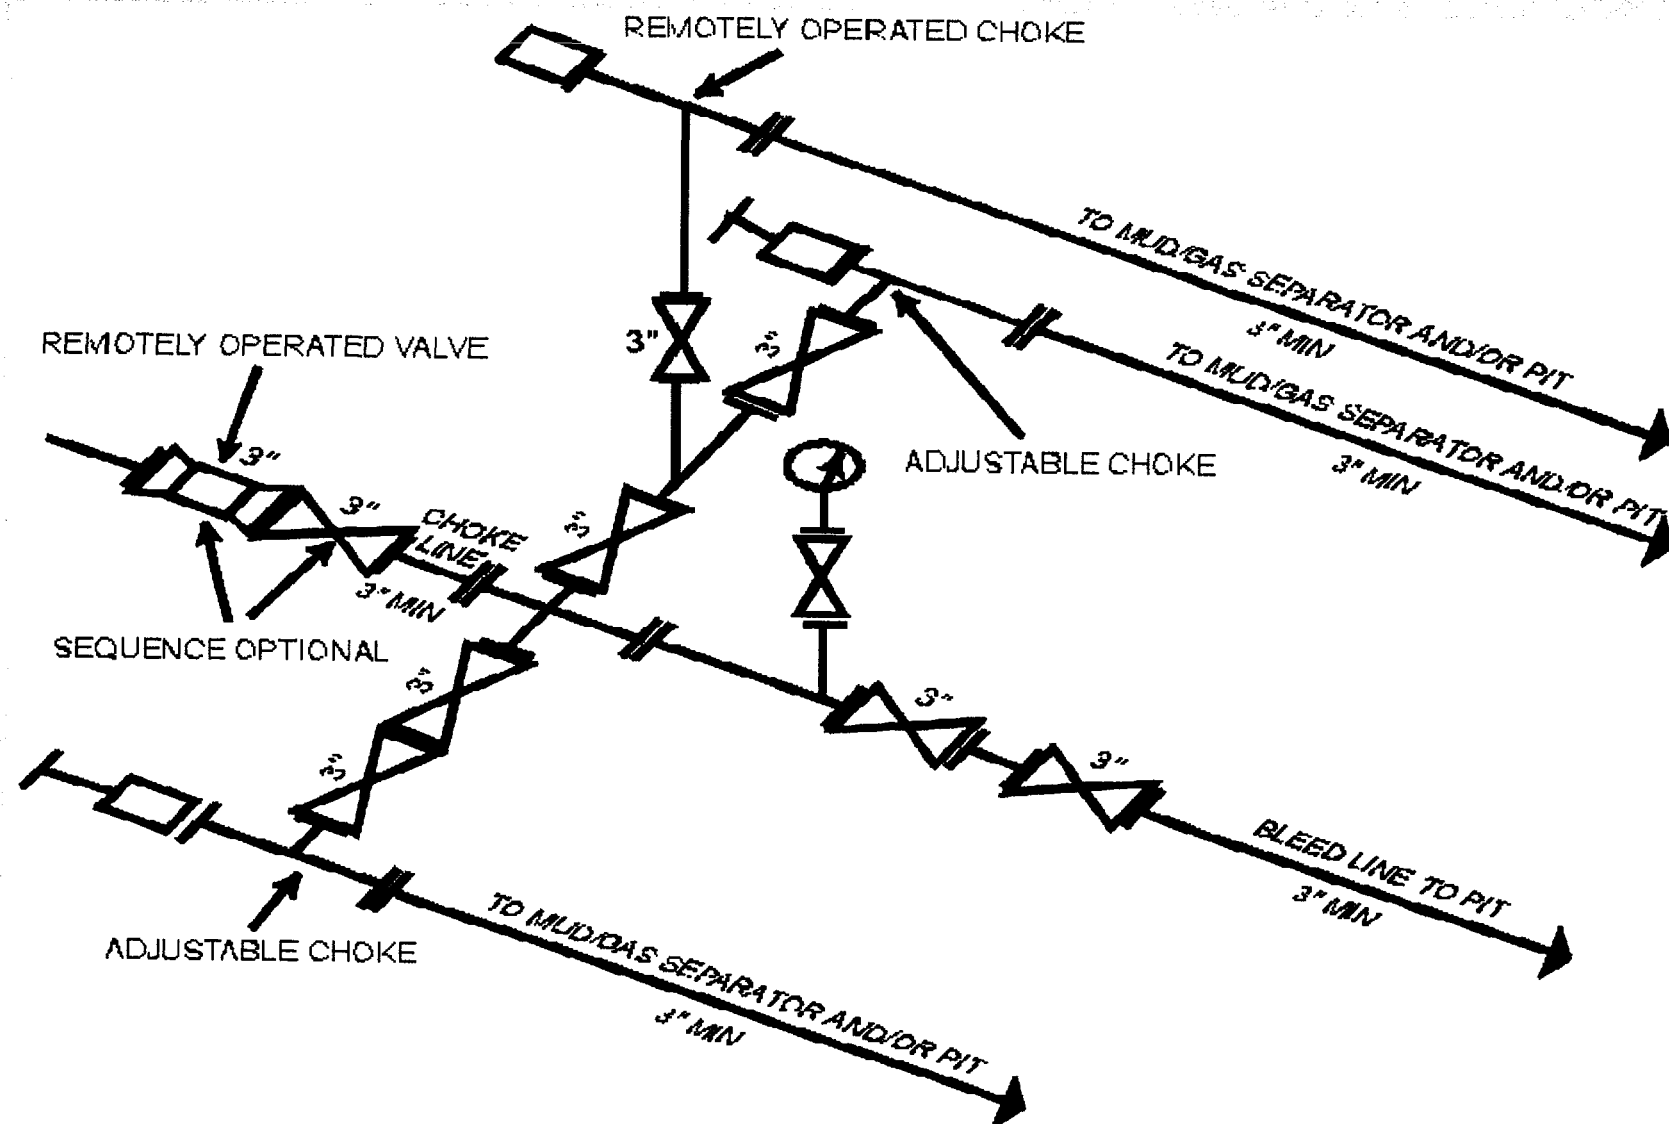 REMOTELY OPERATED CHOKE
TO MUD/GAS SEPARATOR AND/OR PIT
3" MIN
3"
3"
TO MUD/GAS SEPARATOR AND/OR PIT
3" MIN
REMOTELY OPERATED VALVE
ADJUSTABLE CHOKE
3"
3"
CHOKE
LINE
3" MIN
3"
SEQUENCE OPTIONAL
3"
3"
3"
3"
BLEED LINE TO PIT
3" MIN
ADJUSTABLE CHOKE
TO MUD/GAS SEPARATOR AND/OR PIT
3" MIN